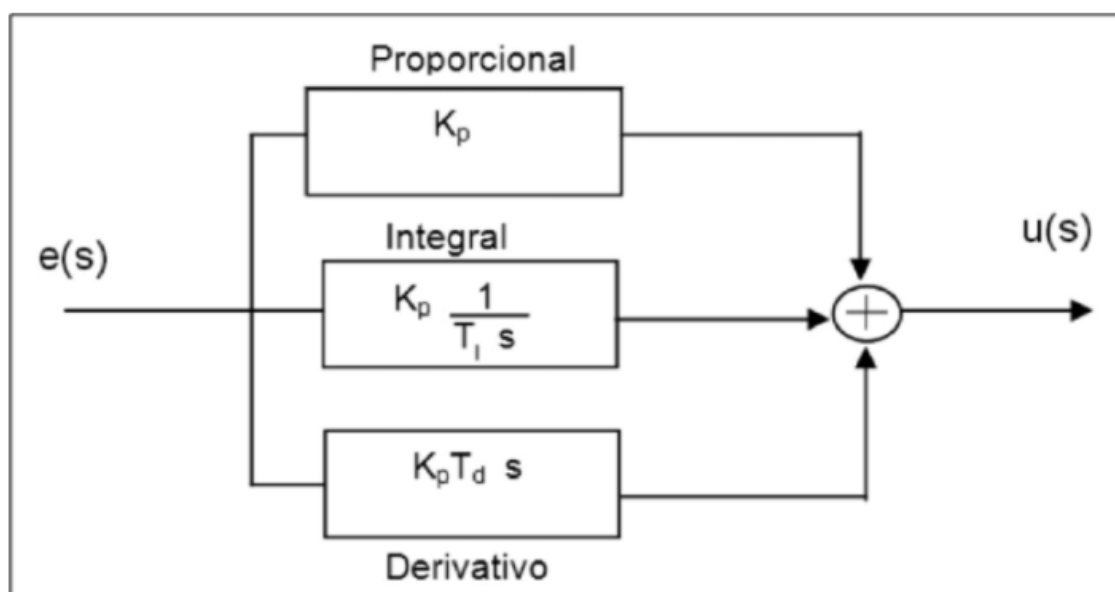 Proporcional
Kp
Integral
e(s)
u(s)
Kp 1
TI s
KpTd s
Derivativo